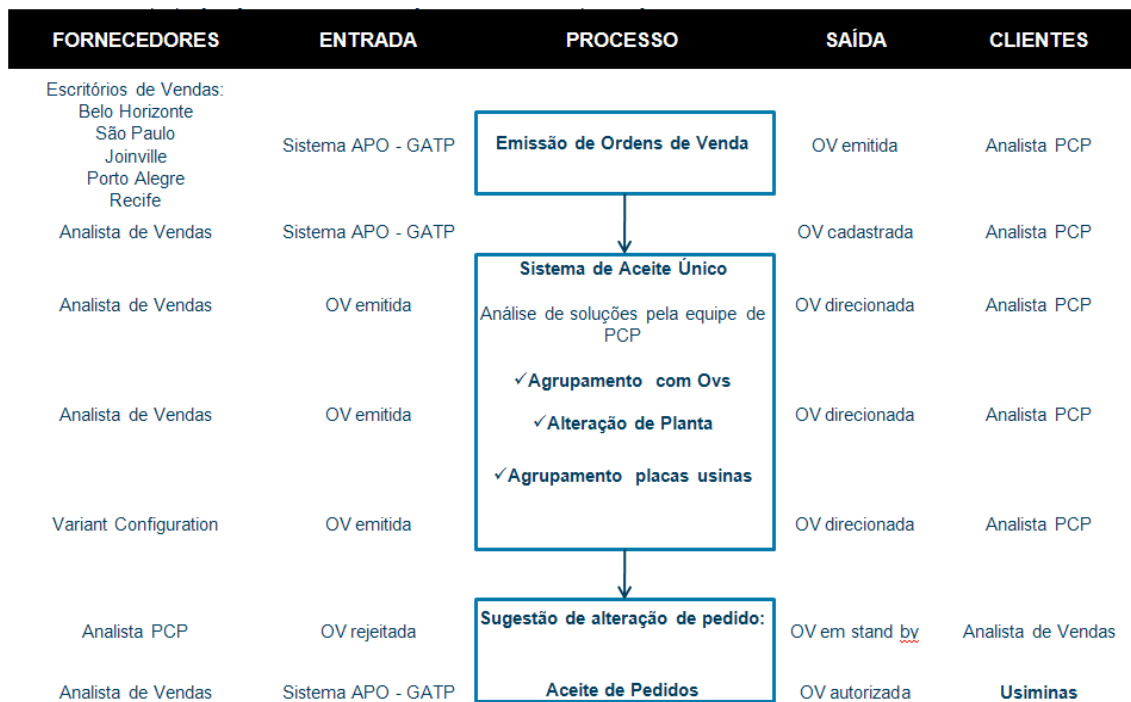 FORNECEDORES ENTRADA PROCESSO SAÍDA CLIENTES
Escritórios de Vendas:
Belo Horizonte
São Paulo
Joinville
Porto Alegre
Recife
Sistema APO - GATP
Emissão de Ordens de Venda
OV emitida
Analista PCP
Analista de Vendas Sistema APO - GATP OV cadastrada Analista PCP
Sistema de Aceite Único
Analista de Vendas OV emitida OV direcionada Analista PCP
Análise de soluções pela equipe de
PCP
✓Agrupamento com Ovs
Analista de Vendas OV emitida OV direcionada Analista PCP
✓Alteração de Planta
✓Agrupamento placas usinas
Variant Configuration OV emitida OV direcionada Analista PCP
Sugestão de alteração de pedido:
Analista PCP OV rejeitada OV em stand by Analista de Vendas
Analista de Vendas Sistema APO - GATP Aceite de Pedidos OV autorizada Usiminas